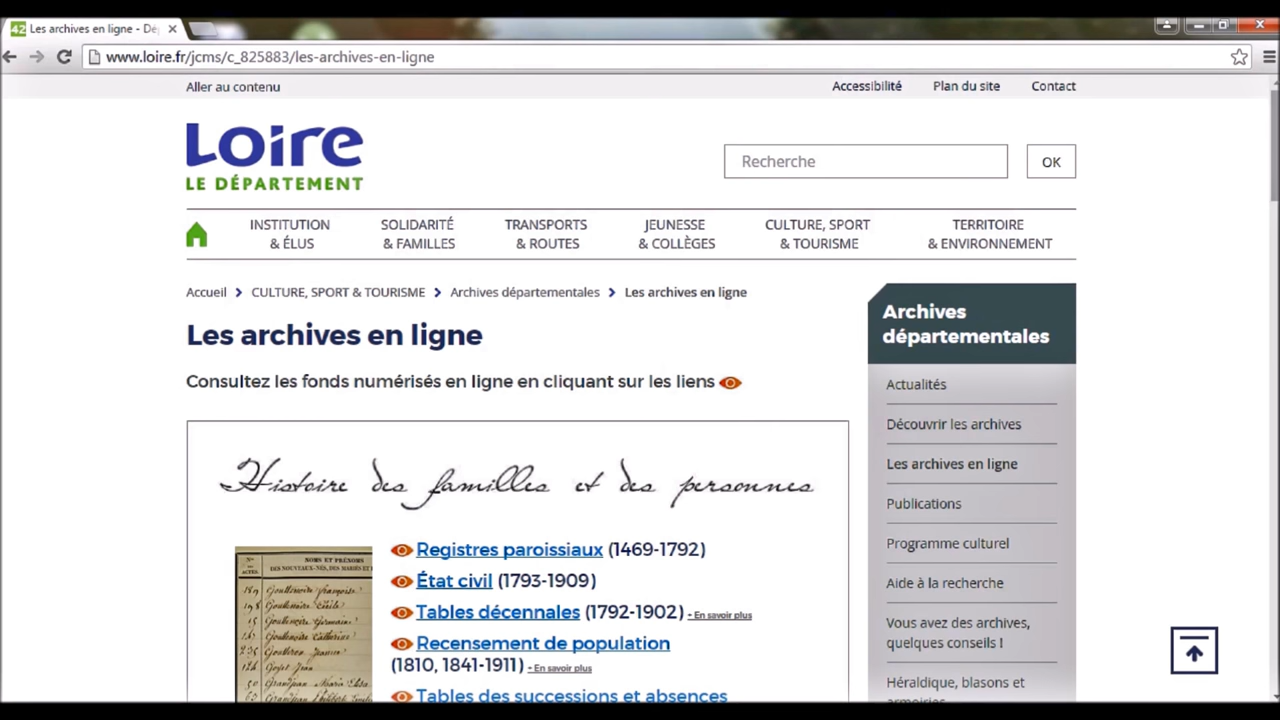 Les archives en ligne - Dé
www.loire.fr/jcms/c_825883/les-archives-en-ligne
Aller au contenu
Accessibilité Plan du site Contact
Loire
LE DÉPARTEMENT
Recherche
OK
INSTITUTION
& ÉLUS
SOLIDARITÉ
& FAMILLES
TRANSPORTS
& ROUTES
JEUNESSE
& COLLÈGES
CULTURE, SPORT
& TOURISME
TERRITOIRE
& ENVIRONNEMENT
Accueil > CULTURE, SPORT & TOURISME > Archives départementales > Les archives en ligne
Les archives en ligne
Consultez les fonds numérisés en ligne en cliquant sur les liens
Histoire des familles et des personnes
NOMS ET PRÉNOMS
Registres paroissiaux (1469-1792)
État civil (1793-1909)
Tables décennales (1792-1902) + En savoir plus
Recensement de population
(1810, 1841-1911) + En savoir plus
Tables des successions et absences
Archives
départementales
Actualités
Découvrir les archives
Les archives en ligne
Publications
Programme culturel
Aide à la recherche
Vous avez des archives,
quelques conseils !
Héraldique, blasons et
armoiries